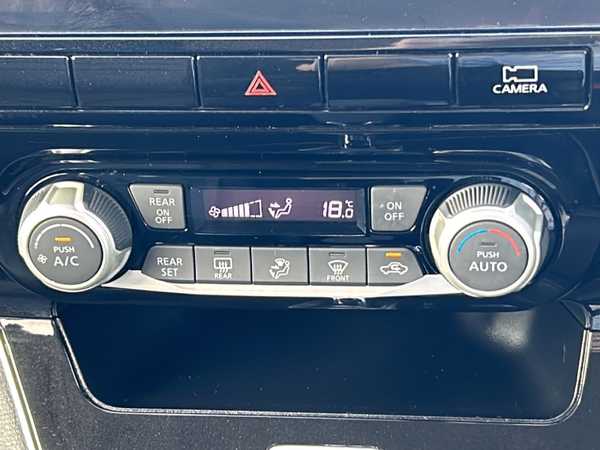 CAMERA
REAR
ON
OFF
18.0
°C
ON
OFF
PUSH
A/C
PUSH
AUTO
REAR
SET
REAR
FRONT